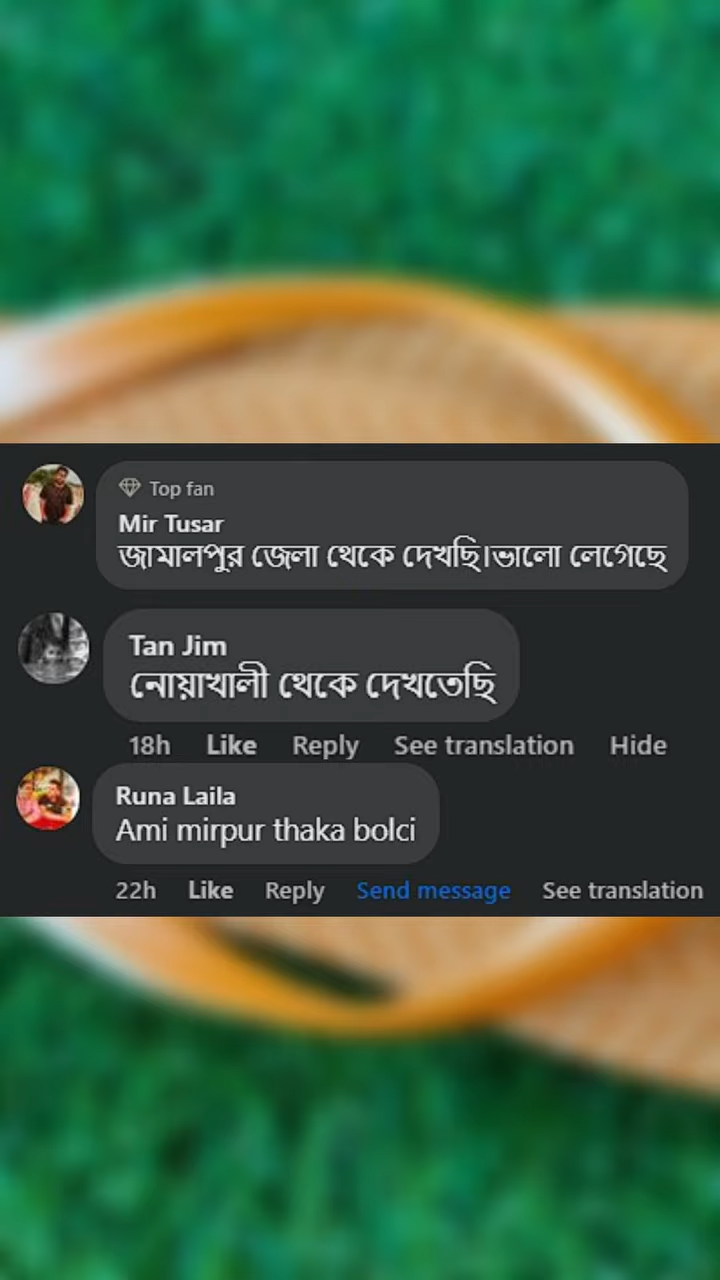 Top fan
Mir Tusar
জামালপুর জেলা থেকে দেখছি।ভালো লেগেছে
Tan Jim
নোয়াখালী থেকে দেখতেছি
18h Like Reply See translation Hide
Runa Laila
Ami mirpur thaka bolci
22h Like Reply Send message See translation